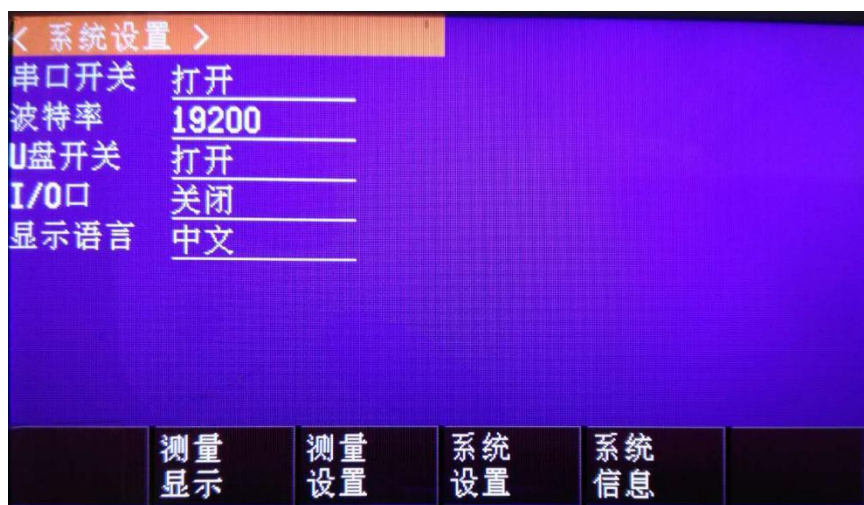 < 系统设置 >
串口开关 打开
波特率 19200
U盘开关 打开
I/O口 关闭
显示语言 中文
测量 测量 系统 系统
显示 设置 设置 信息